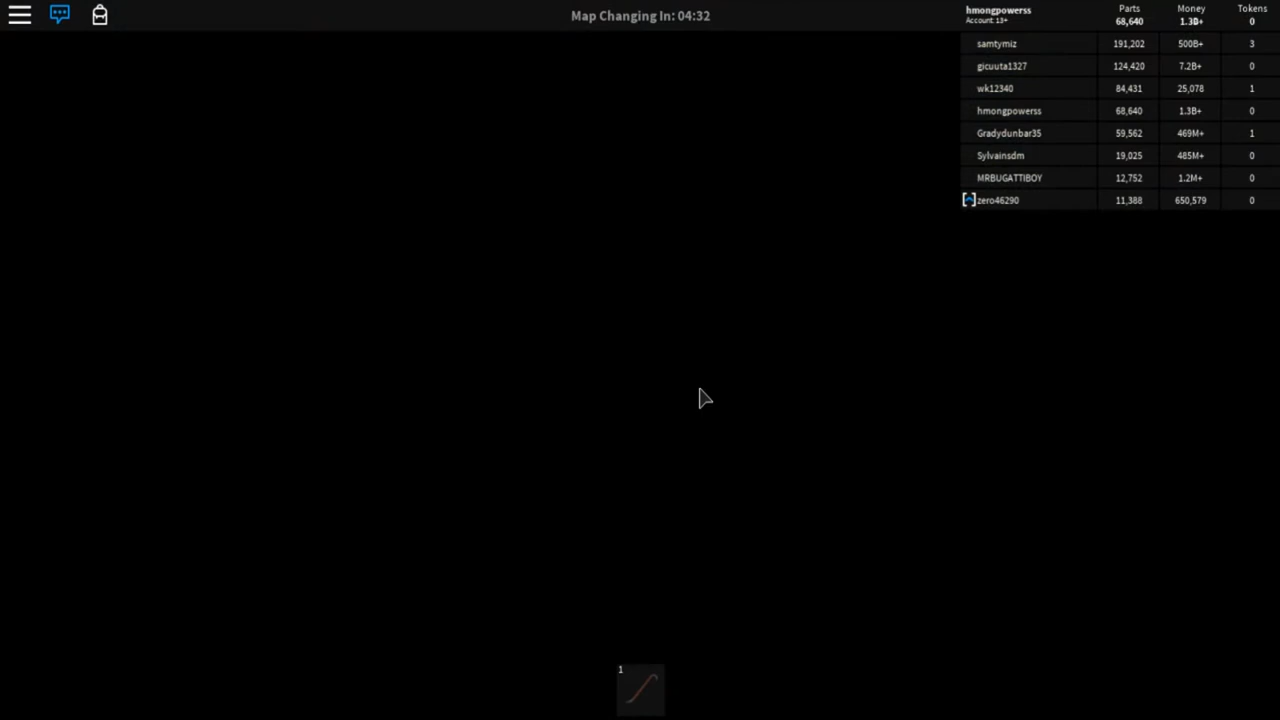 Map Changing In: 04:32
hmongpowerss
Account: 13+
Parts Money Tokens
68,640 1.3B+ 0
samtymiz 191,202 500B+ 3
gicuuta1327 124,420 7.2B+ 0
wk12340 84,431 25,078 1
hmongpowerss 68,640 1.3B+ 0
Gradydunbar35 59,562 469M+ 1
Sylvainsdm 19,025 485M+ 0
MRBUGATTIBOY 12,752 1.2M+ 0
zero46290 11,388 650,579 0
1